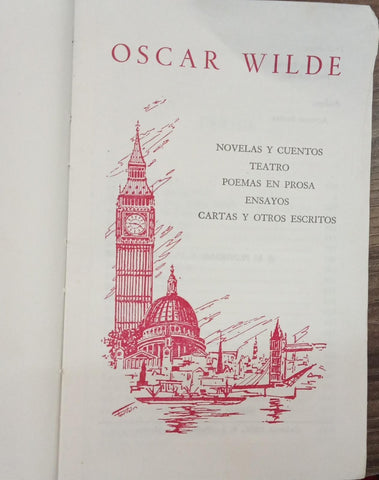 OSCAR WILDE
NOVELAS Y CUENTOS
TEATRO
POEMAS EN PROSA
ENSAYOS
CARTAS Y OTROS ESCRITOS